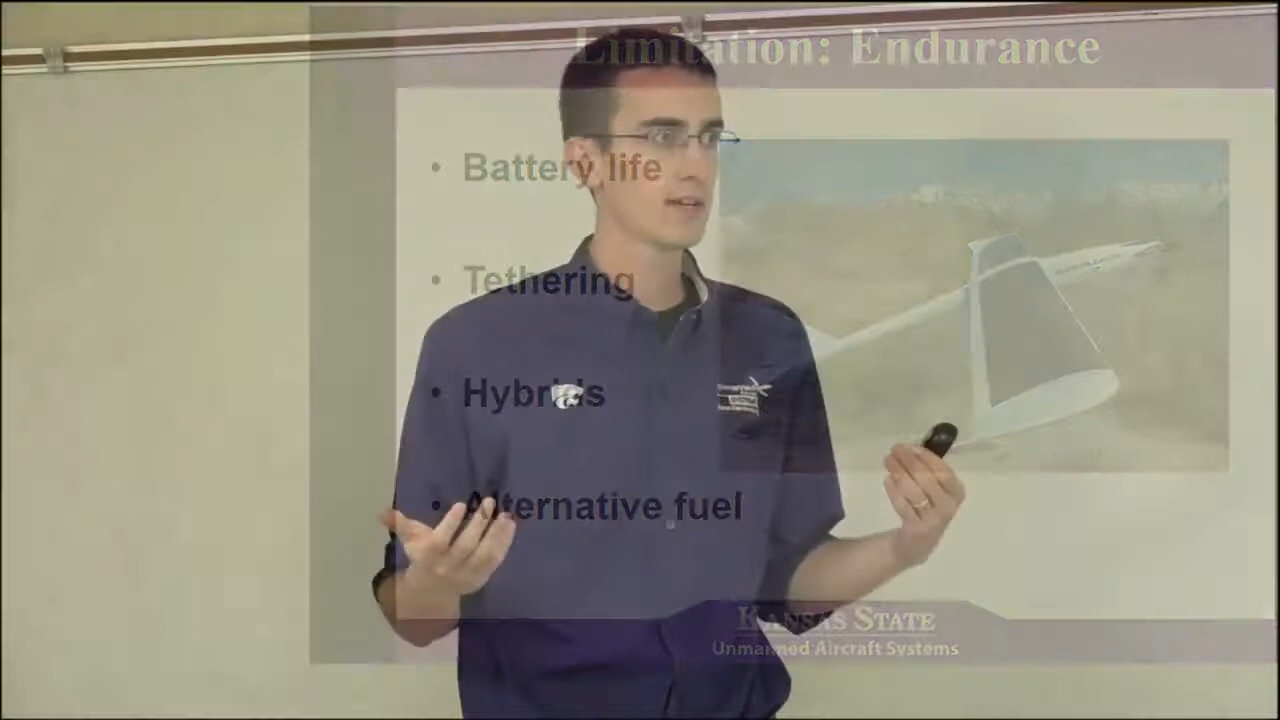 Limitation: Endurance
• Battery life
• Tethering
• Hybrids
• Alternative fuel
KANSAS STATE
Unmanned Aircraft Systems